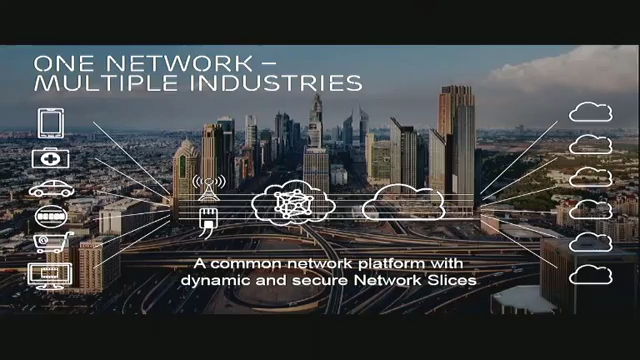 ONE NETWORK –
MULTIPLE INDUSTRIES
A common network platform with
dynamic and secure Network Slices